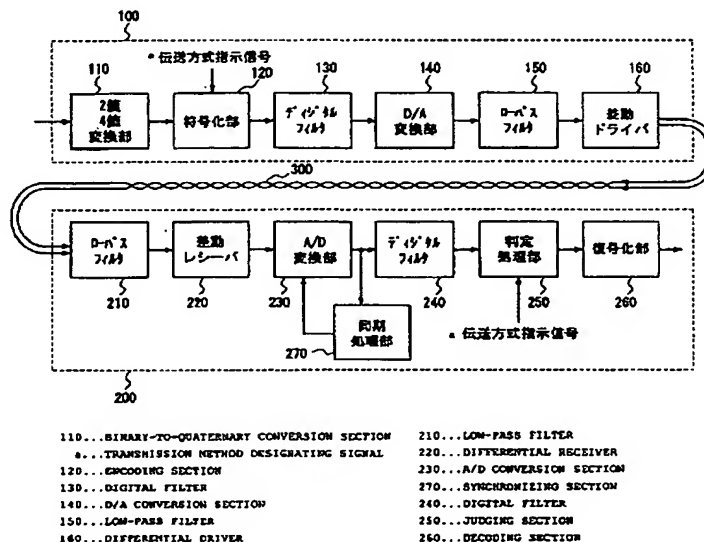 100
a 伝送方式指示信号
110
120
130
140
150
160
2値
4値
変換部
符号化部
ディジタル
フィルタ
D/A
変換部
ローパス
フィルタ
差動
ドライバ
300
ローパス
フィルタ
差動
レシーバ
A/D
変換部
ディジタル
フィルタ
判定
処理部
復号化部
210
220
230
240
250
260
同期
処理部
270
a 伝送方式指示信号
200
110...BINARY-TO-QUATERNARY CONVERSION SECTION
a...TRANSMISSION METHOD DESIGNATING SIGNAL
120...ENCODING SECTION
130...DIGITAL FILTER
140...D/A CONVERSION SECTION
150...LOW-PASS FILTER
160...DIFFERENTIAL DRIVER
210...LOW-PASS FILTER
220...DIFFERENTIAL RECEIVER
230...A/D CONVERSION SECTION
270...SYNCHRONIZING SECTION
240...DIGITAL FILTER
250...JUDGING SECTION
260...DECODING SECTION